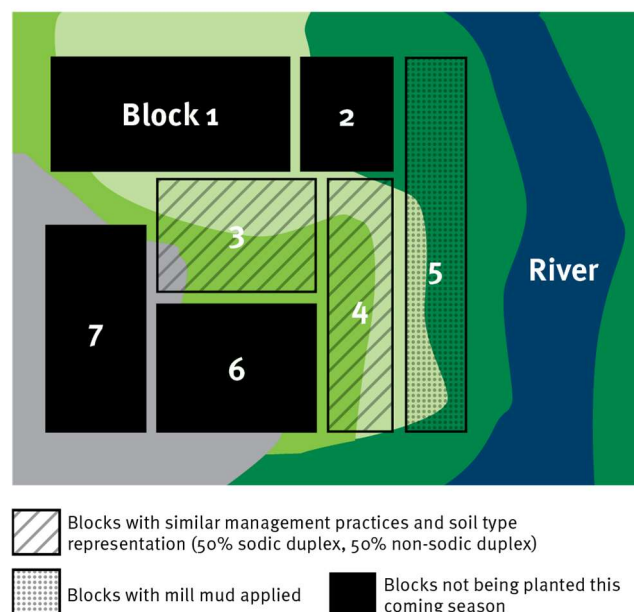 Block 1
2
3
4
5
River
7
6
Blocks with similar management practices and soil type
representation (50% sodic duplex, 50% non-sodic duplex)
Blocks with mill mud applied
Blocks not being planted this
coming season